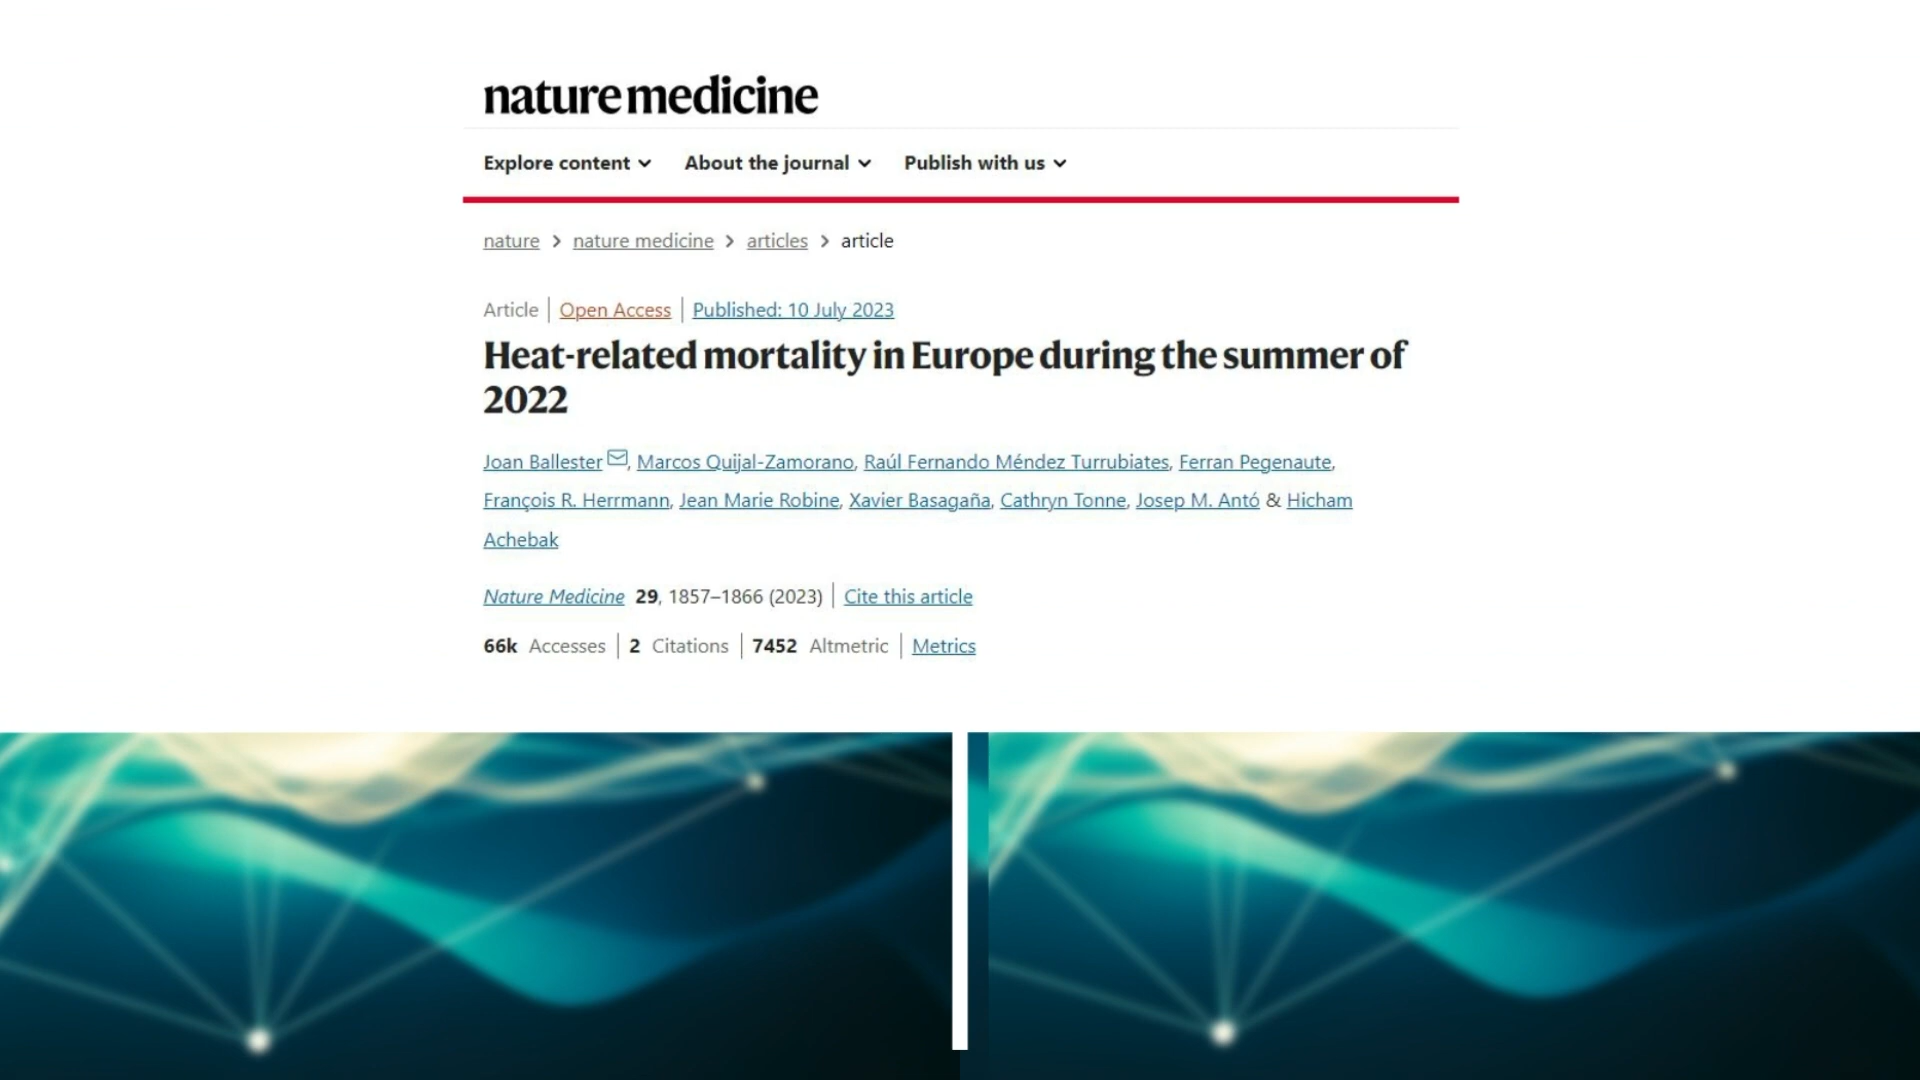 nature medicine
Explore content About the journal Publish with us
nature > nature medicine > articles > article
Article | Open Access | Published: 10 July 2023
Heat-related mortality in Europe during the summer of
2022
Joan Ballester, Marcos Quijal-Zamorano, Raúl Fernando Méndez Turrubiates, Ferran Pegenaute,
François R. Herrmann, Jean Marie Robine, Xavier Basagaña, Cathryn Tonne, Josep M. Antó & Hicham
Achebak
Nature Medicine 29, 1857–1866 (2023) | Cite this article
66k Accesses | 2 Citations | 7452 Altmetric | Metrics